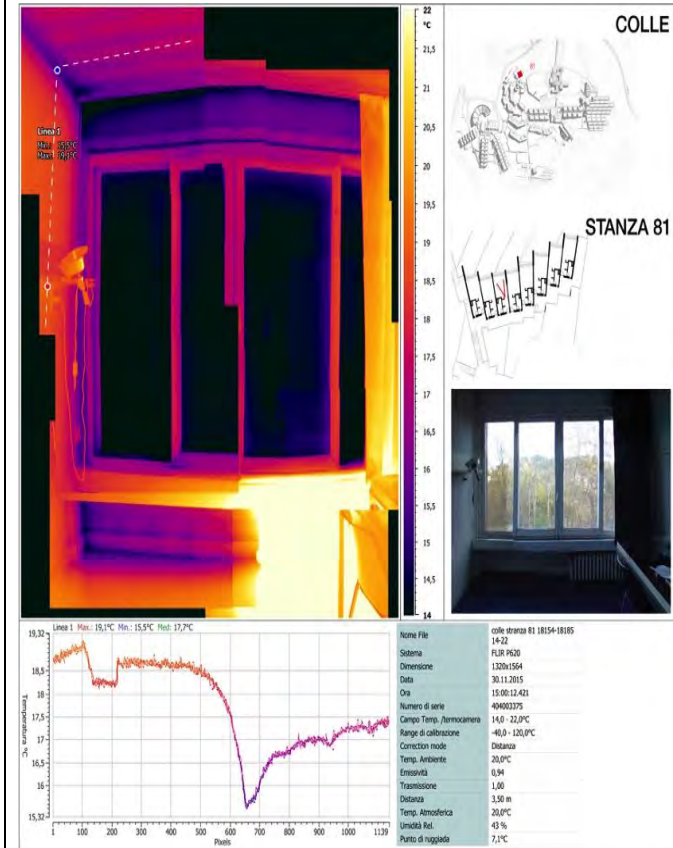 Linea 1
Min.: 15,5°C
Max.: 19,1°C
22
°C
21,5
21
20,5
20
19,5
19
18,5
18
17,5
17
16,5
16
15,5
15
14,5
14
COLLE
STANZA 81
Linea 1 Max.: 19,1°C Min.: 15,5°C Med: 17,7°C
19,32
18,5
18
17,5
17
16,5
16
15,32
Temperatura °C
1 100 200 300 400 500 600 700 800 900 1000 1139
Pixels
Nome File colle stranza 81 18154-18185
14-22
Sistema FLIR P620
Dimensione 1320x1564
Data 30.11.2015
Ora 15:00:12.421
Numero di serie 404003375
Campo Temp. /termocamera 14,0 - 22,0°C
Range di calibrazione -40,0 - 120,0°C
Correction mode Distanza
Temp. Ambiente 20,0°C
Emissività 0,94
Trasmissione 1,00
Distanza 3,50 m
Temp. Atmosferica 20,0°C
Umidità Rel. 43 %
Punto di rugiada 7,1°C